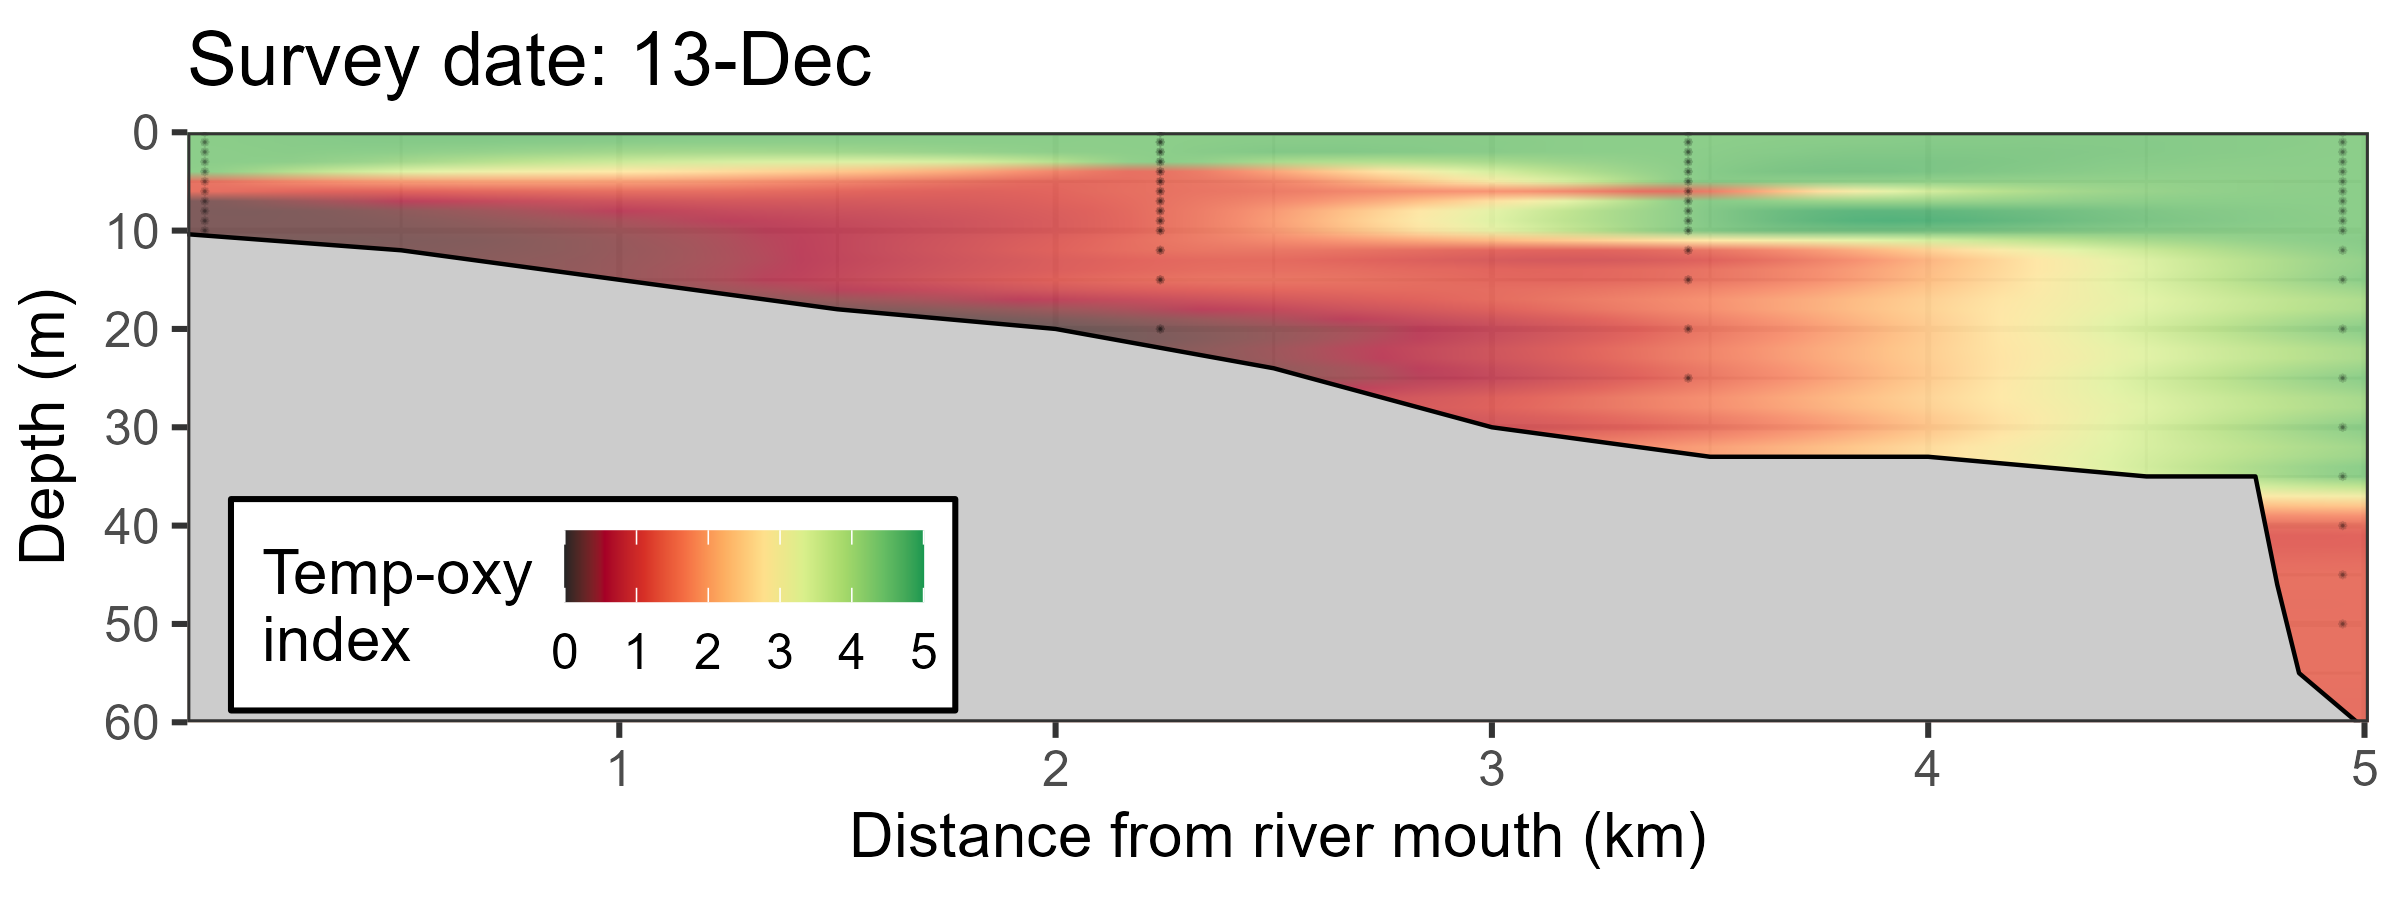 Survey date: 13-Dec
0
10
20
30
40
50
60
Depth (m)
Temp-oxy
index
0 1 2 3 4 5
1 2 3 4 5
Distance from river mouth (km)